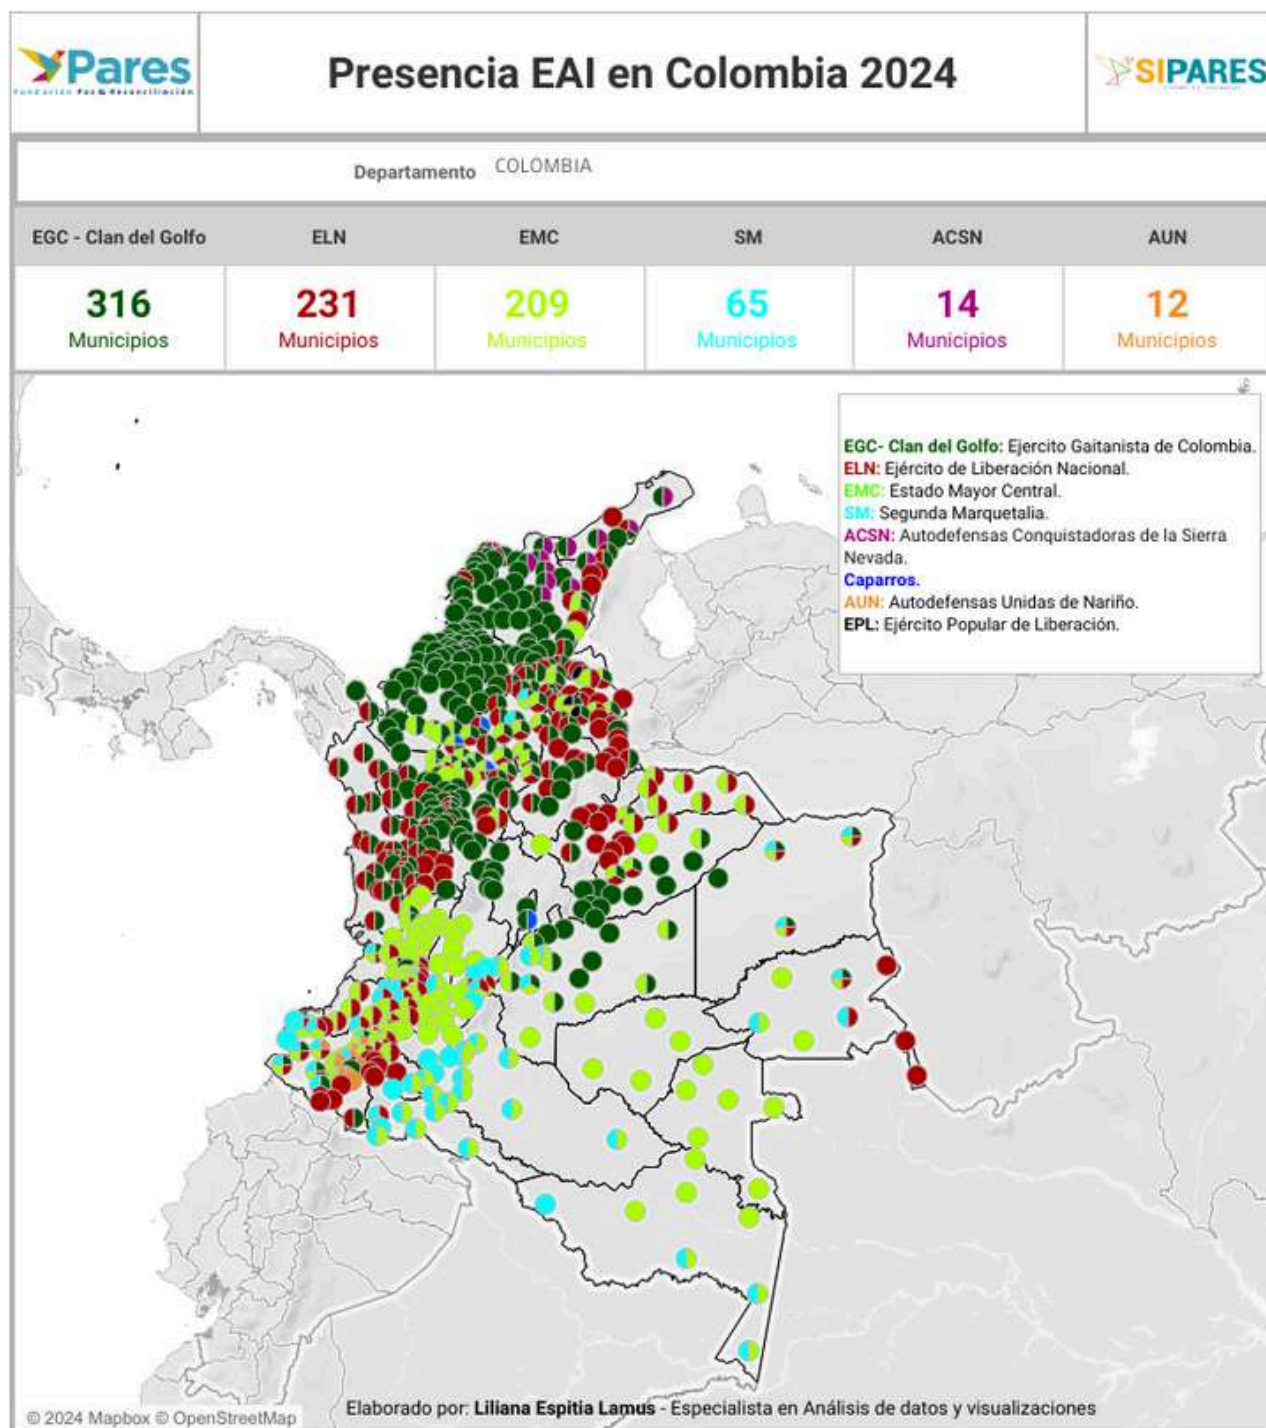 Pares
Fundación Paz & Reconciliación
Presencia EAI en Colombia 2024
SIPARES
Departamento COLOMBIA
EGC - Clan del Golfo ELN EMC SM ACSN AUN
316 231 209 65 14 12
Municipios Municipios Municipios Municipios Municipios Municipios
EGC- Clan del Golfo: Ejercito Gaitanista de Colombia.
ELN: Ejército de Liberación Nacional.
EMC: Estado Mayor Central.
SM: Segunda Marquetalia.
ACSN: Autodefensas Conquistadoras de la Sierra
Nevada.
Caparros.
AUN: Autodefensas Unidas de Nariño.
EPL: Ejército Popular de Liberación.
Elaborado por: Liliana Espitia Lamus - Especialista en Análisis de datos y visualizaciones
© 2024 Mapbox © OpenStreetMap